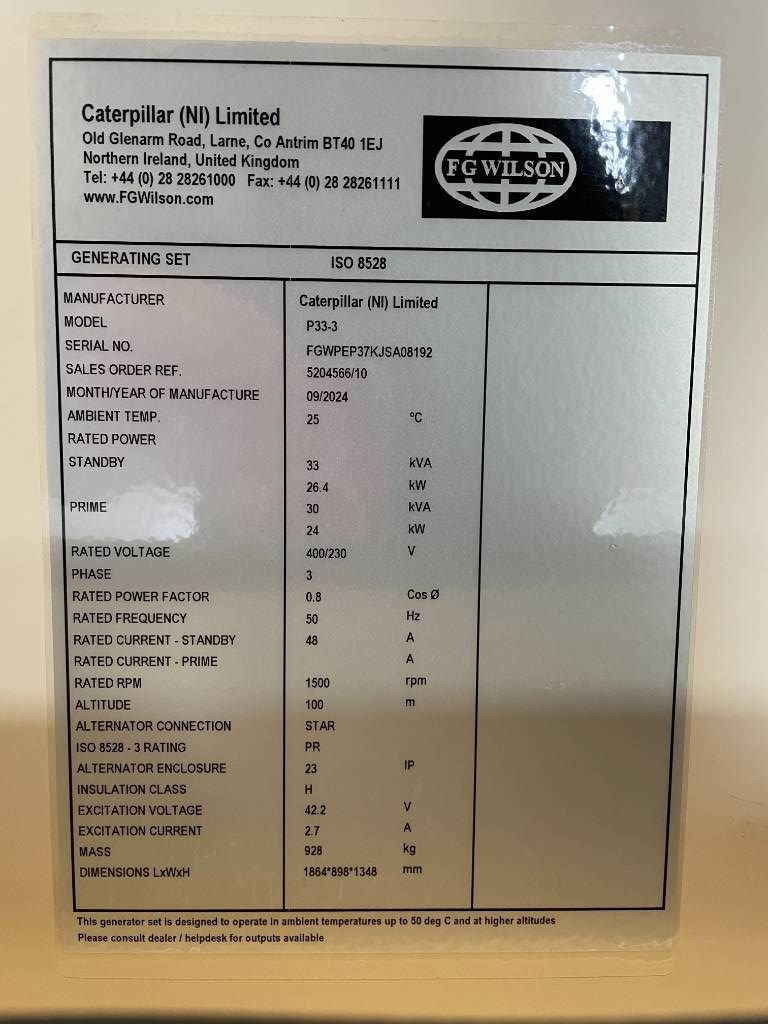 Caterpillar (NI) Limited
Old Glenarm Road, Larne, Co Antrim BT40 1EJ
Northern Ireland, United Kingdom
Tel: +44 (0) 28 28261000 Fax: +44 (0) 28 28261111
www.FGWilson.com
FG WILSON
GENERATING SET ISO 8528
MANUFACTURER Caterpillar (NI) Limited
MODEL P33-3
SERIAL NO. FGWPEP37KJSA08192
SALES ORDER REF. 5204566/10
MONTH/YEAR OF MANUFACTURE 09/2024
AMBIENT TEMP. 25 ºC
RATED POWER
STANDBY 33 kVA
26.4 kW
PRIME 30 kVA
24 kW
RATED VOLTAGE 400/230 V
PHASE 3
RATED POWER FACTOR 0.8 Cos Ø
RATED FREQUENCY 50 Hz
RATED CURRENT - STANDBY 48 A
RATED CURRENT - PRIME A
RATED RPM 1500 rpm
ALTITUDE 100 m
ALTERNATOR CONNECTION STAR
ISO 8528 - 3 RATING PR
ALTERNATOR ENCLOSURE 23 IP
INSULATION CLASS H
EXCITATION VOLTAGE 42.2 V
EXCITATION CURRENT 2.7 A
MASS 928 kg
DIMENSIONS LxWxH 1864*898*1348 mm
This generator set is designed to operate in ambient temperatures up to 50 deg C and at higher altitudes
Please consult dealer / helpdesk for outputs available